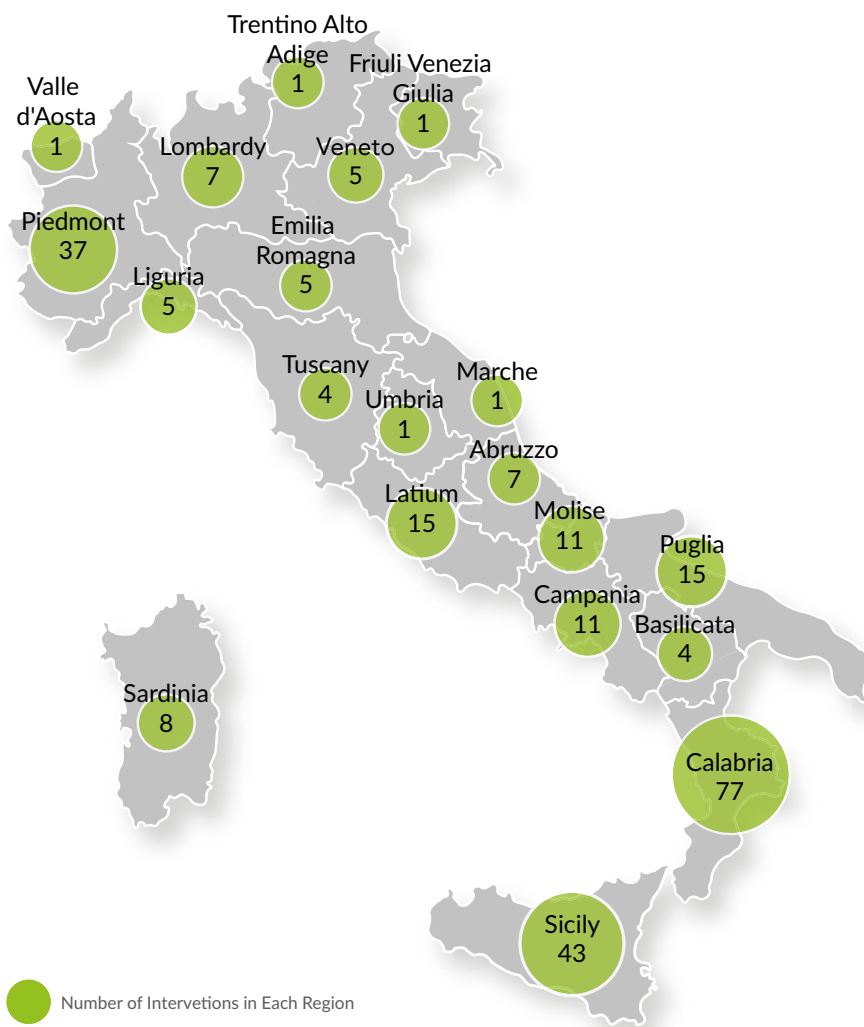 Trentino Alto
Adige
1
Friuli Venezia
Giulia
1
Valle
d'Aosta
1
Lombardy
7
Veneto
5
Piedmont
37
Emilia
Romagna
5
Liguria
5
Tuscany
4
Marche
1
Umbria
1
Abruzzo
7
Latium
15
Molise
11
Puglia
15
Campania
11
Basilicata
4
Sardinia
8
Calabria
77
Sicily
43
Number of Intervetions in Each Region